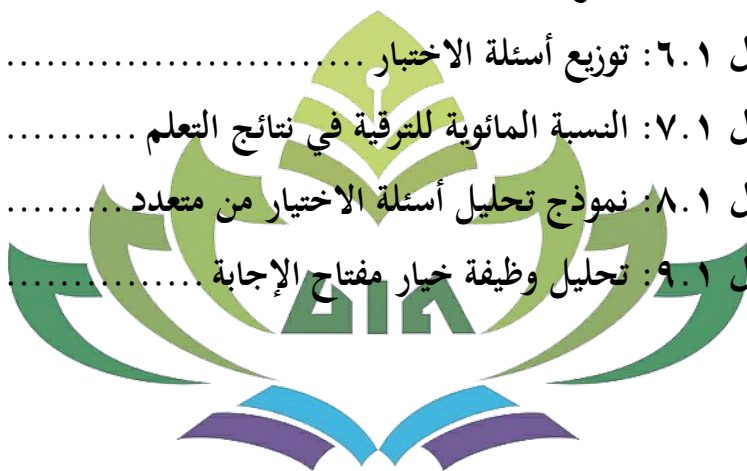 ل ١.٦: توزيع أسئلة الاختبار ..........................
ل ١.٧: النسبة المائوية للترقية في نتائج التعلم ..........
ل ١.٨: نموذج تحليل أسئلة الاختيار من متعدد .........
ل ١.٩: تحليل وظيفة خيار مفتاح الإجابة ...............